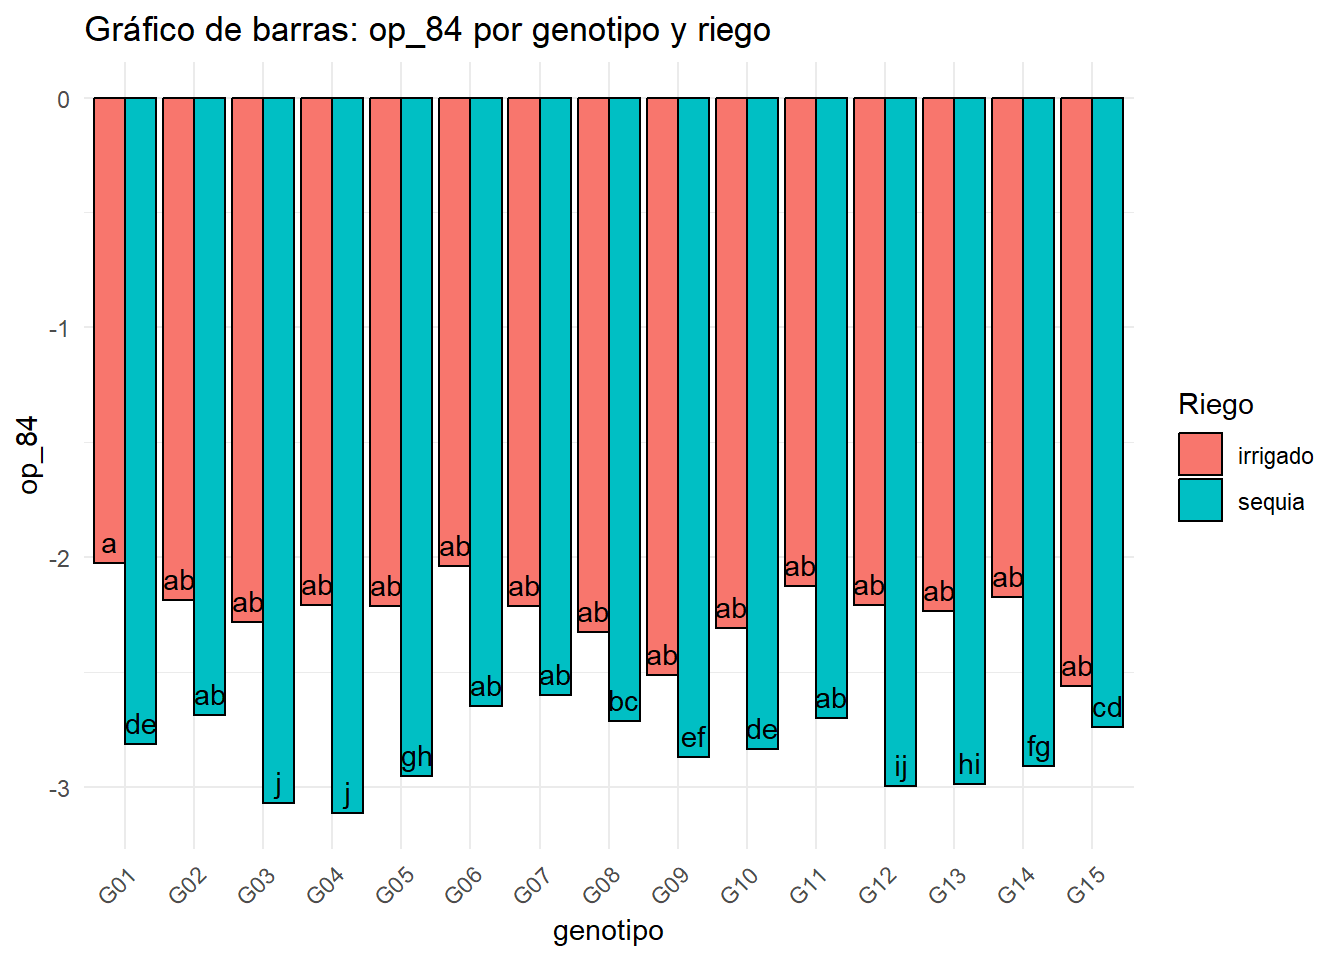 Gráfico de barras: op_84 por genotipo y riego
0
-1
-2
-3
op_84
a
de
ab
ab
ab
j
ab
j
ab
gh
ab
ab
ab
ab
ab
bc
ab
ef
ab
de
ab
ab
ab
ij
ab
hi
ab
fg
ab
cd
G01
G02
G03
G04
G05
G06
G07
G08
G09
G10
G11
G12
G13
G14
G15
genotipo
Riego
irrigado
sequia